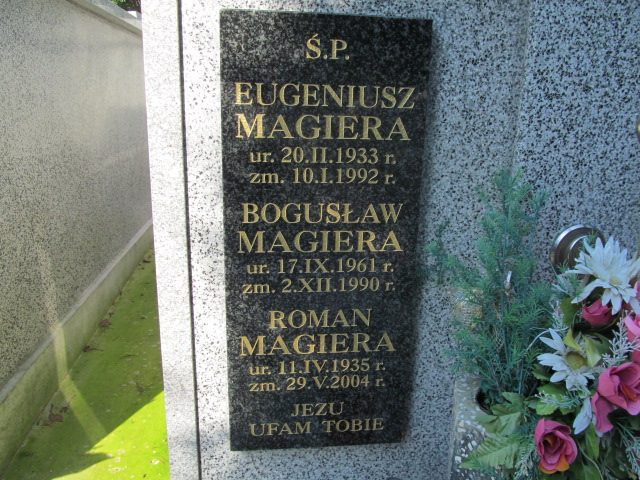 Ś.P.
EUGENIUSZ
MAGIERA
ur. 20.II.1933 r.
zm. 10.I.1992 r.
BOGUSŁAW
MAGIERA
ur. 17.IX.1961 r.
zm. 2.XII.1990 r.
ROMAN
MAGIERA
ur. 11.IV.1935 r.
zm. 29.V.2004 r.
JEZU
UFAM TOBIE